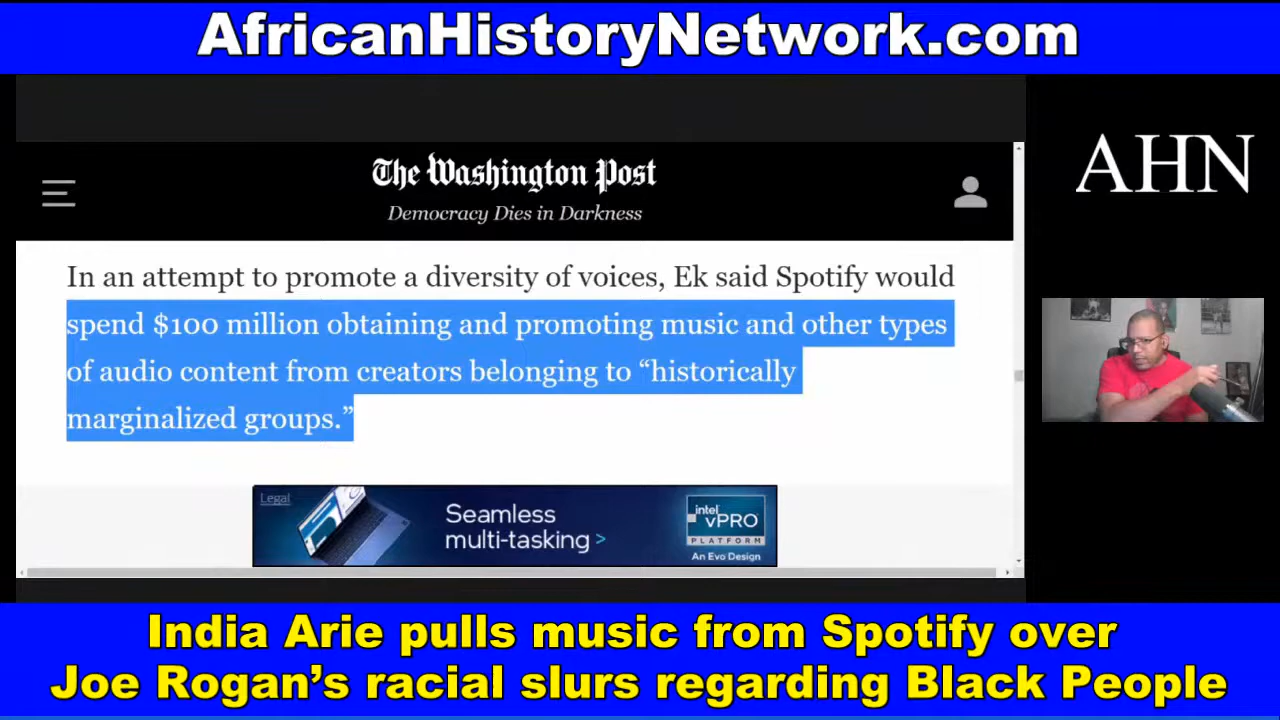 AfricanHistoryNetwork.com
The Washington Post
Democracy Dies in Darkness
AHN
In an attempt to promote a diversity of voices, Ek said Spotify would
spend $100 million obtaining and promoting music and other types
of audio content from creators belonging to “historically
marginalized groups.”
Legal
Seamless
multi-tasking >
intel
vPRO
PLATFORM
An Evo Design
India Arie pulls music from Spotify over
Joe Rogan’s racial slurs regarding Black People